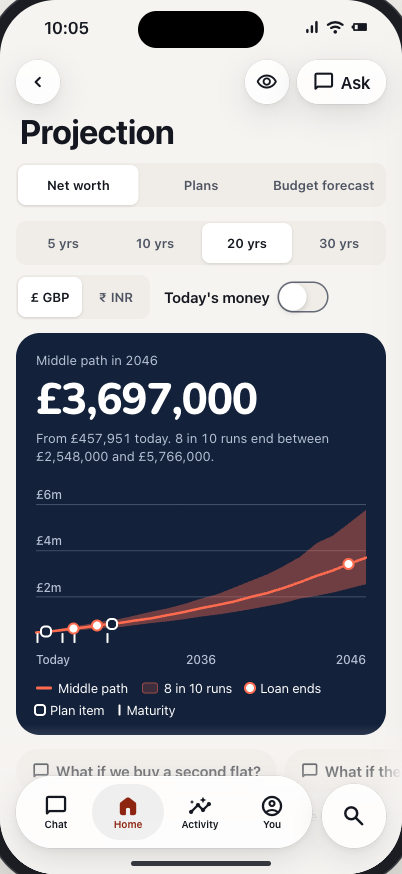 10:05
Ask
Projection
Net worth Plans Budget forecast
5 yrs 10 yrs 20 yrs 30 yrs
£ GBP ₹ INR Today's money
Middle path in 2046
£3,697,000
From £457,951 today. 8 in 10 runs end between
£2,548,000 and £5,766,000.
£6m
£4m
£2m
Today 2036 2046
Middle path 8 in 10 runs Loan ends
Plan item Maturity
What if we buy a second flat? What if the
Chat Home Activity You